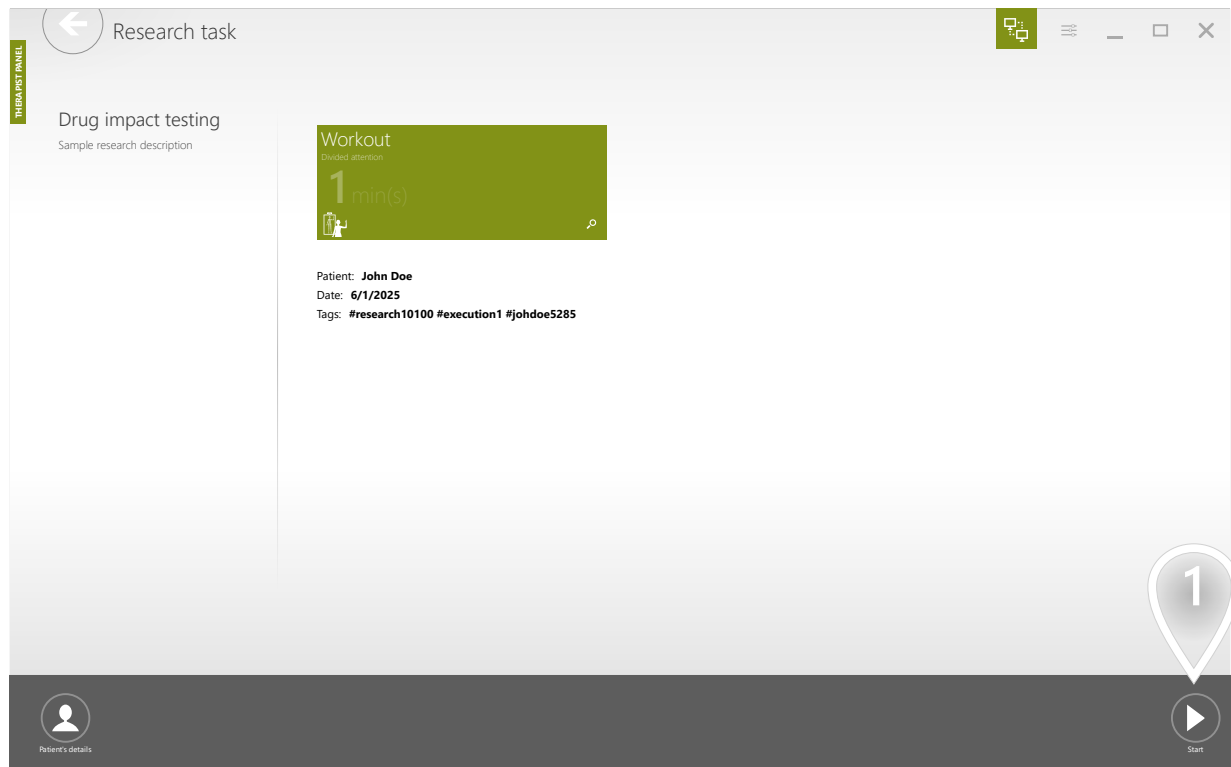 Research task
THERAPIST PANEL
Drug impact testing
Sample research description
Workout
Divided attention
1 min(s)
Patient: John Doe
Date: 6/1/2025
Tags: #research10100 #execution1 #johdoe5285
1
Patient's details
Start